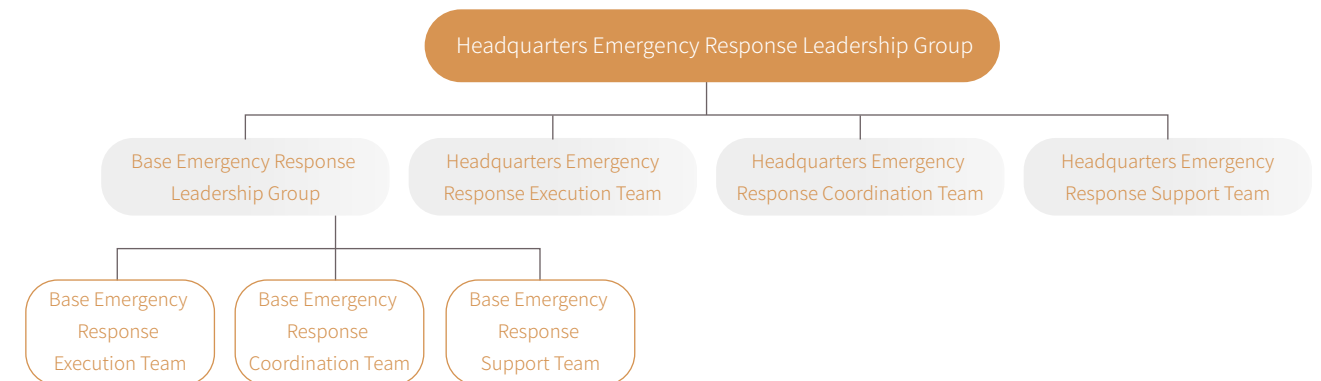 Headquarters Emergency Response Leadership Group
Base Emergency Response
Leadership Group
Headquarters Emergency
Response Execution Team
Headquarters Emergency
Response Coordination Team
Headquarters Emergency
Response Support Team
Base Emergency
Response
Execution Team
Base Emergency
Response
Coordination Team
Base Emergency
Response
Support Team